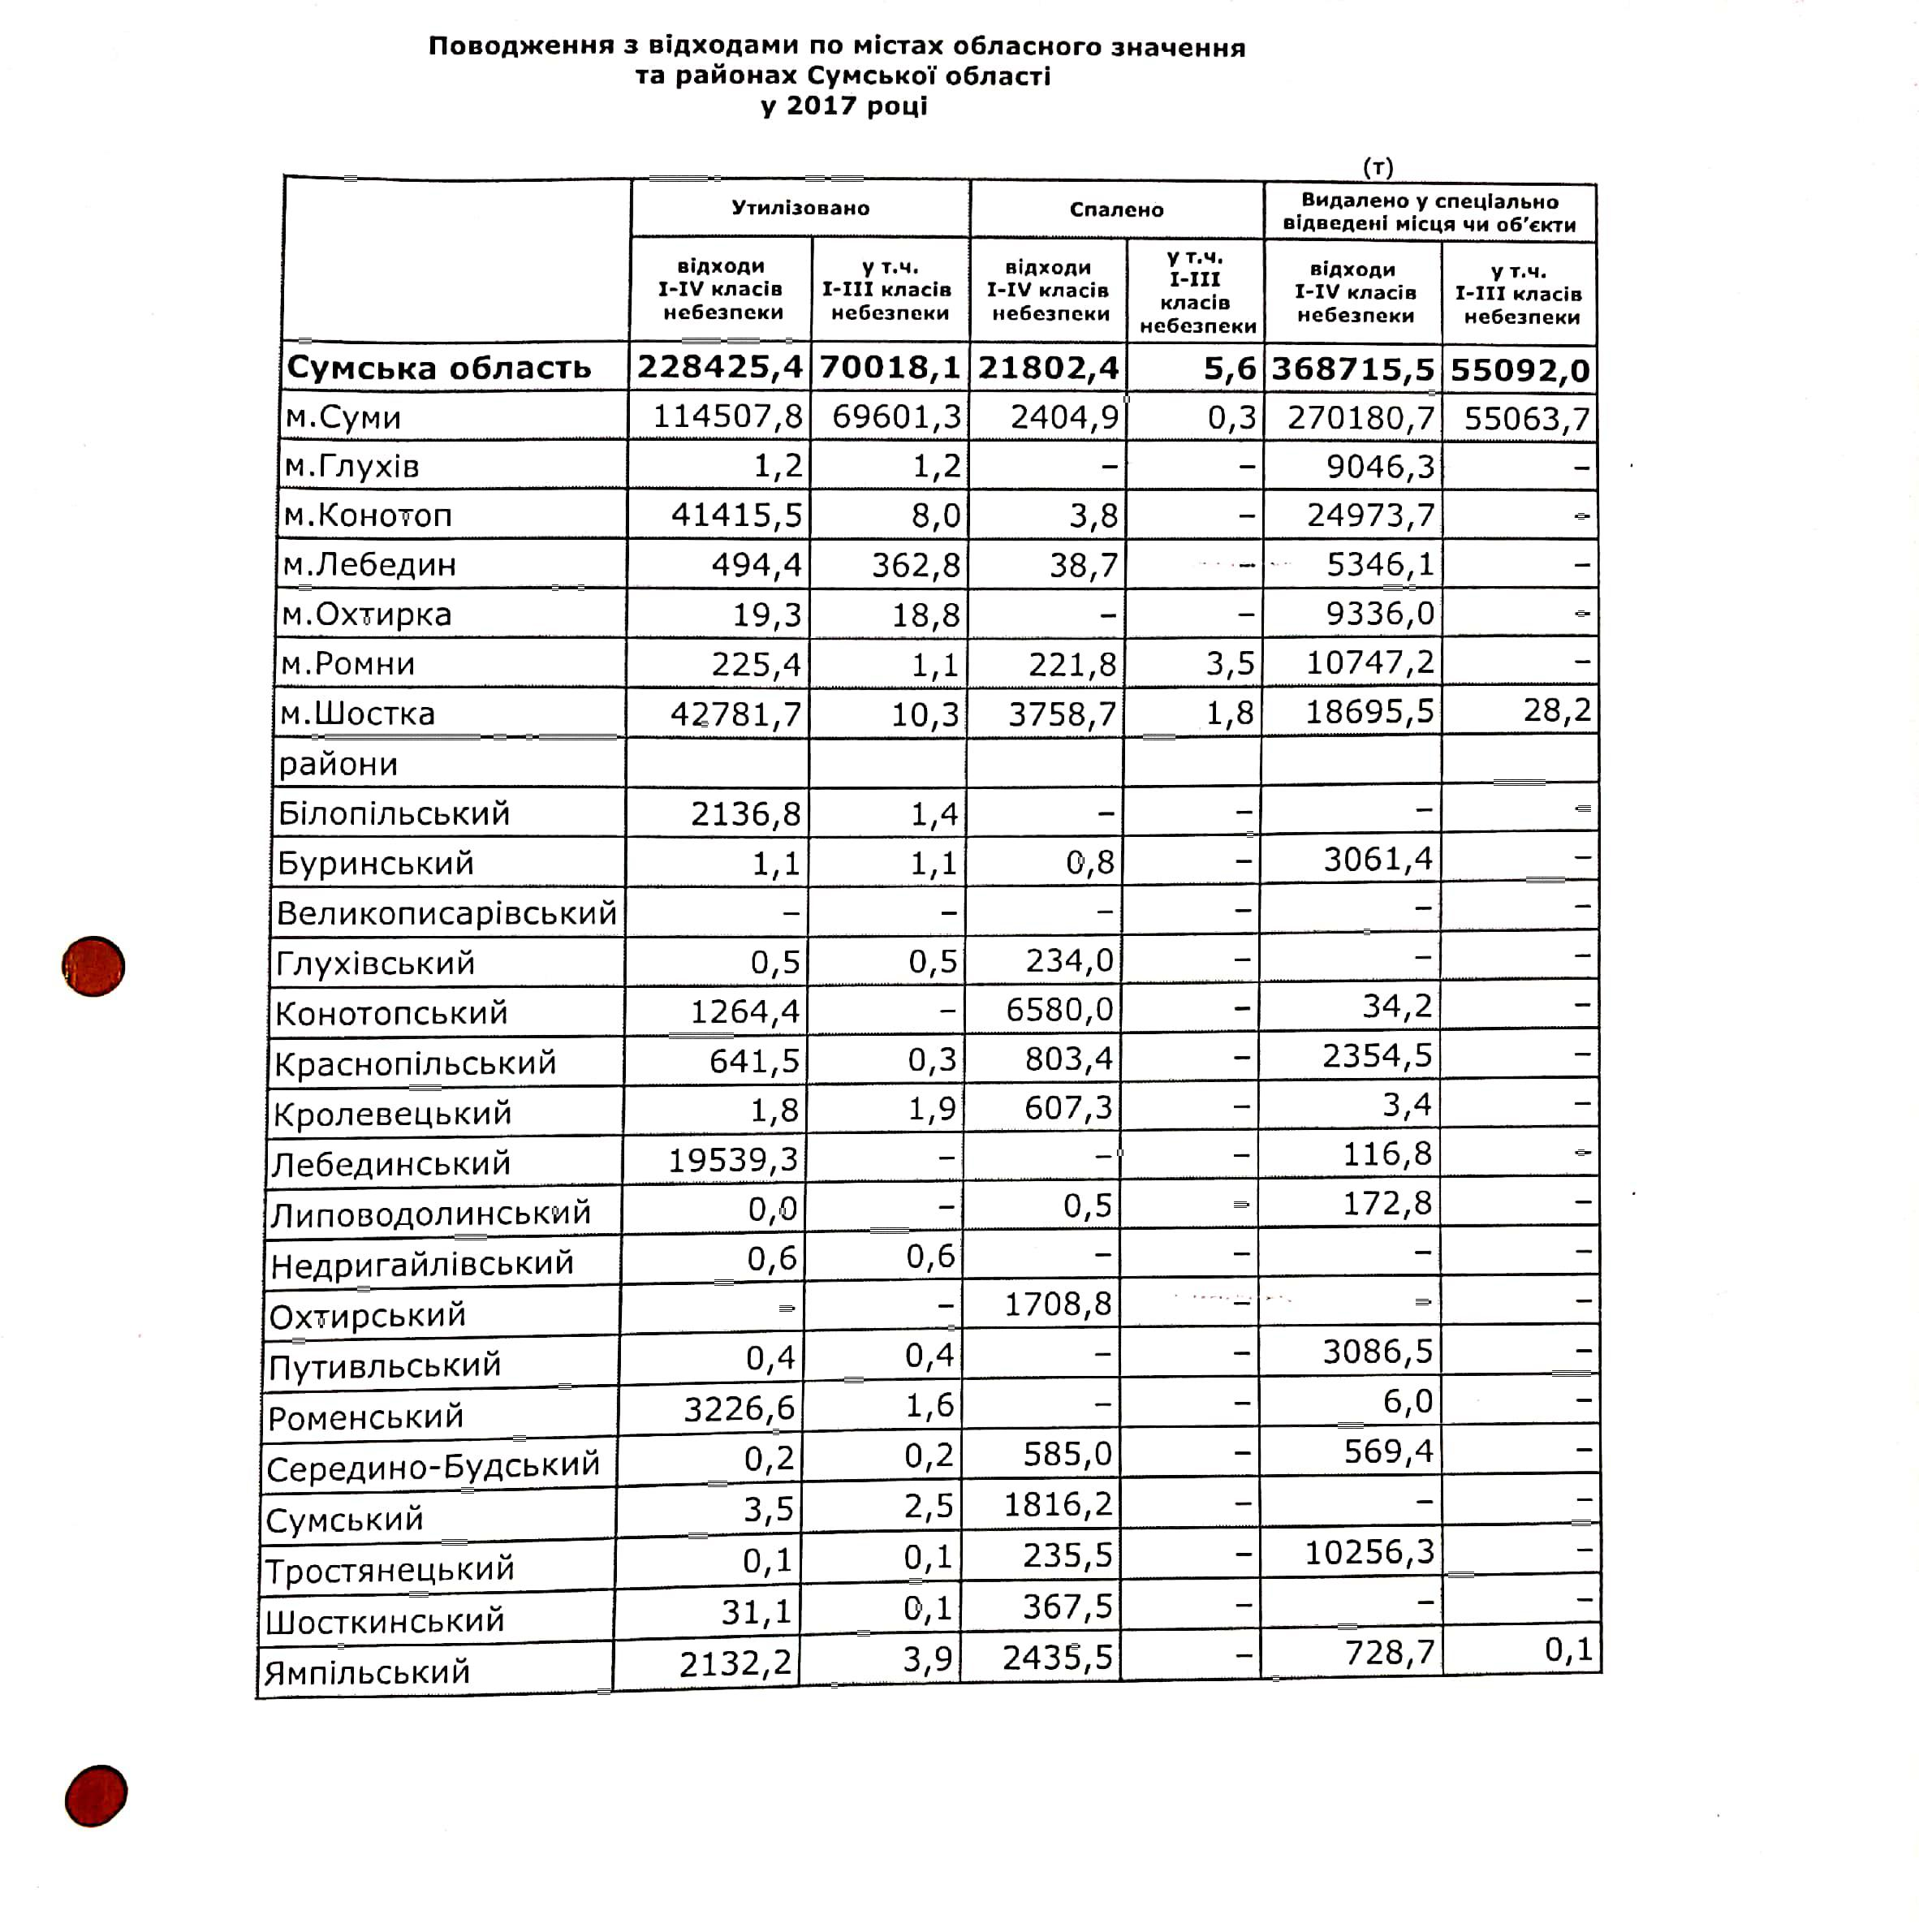 Поводження з відходами по містах обласного значення
та районах Сумської області
у 2017 році
(т)
Утилізовано Спалено Видалено у спеціально відведені місця чи об'єкти
відходи І-IV класів небезпеки у т.ч. І-ІІІ класів небезпеки відходи І-IV класів небезпеки у т.ч. І-ІІІ класів небезпеки відходи І-IV класів небезпеки у т.ч. І-ІІІ класів небезпеки
Сумська область 228425,4 70018,1 21802,4 5,6 368715,5 55092,0
м.Суми 114507,8 69601,3 2404,9 0,3 270180,7 55063,7
м.Глухів 1,2 1,2 – – 9046,3 –
м.Конотоп 41415,5 8,0 3,8 – 24973,7 –
м.Лебедин 494,4 362,8 38,7 – 5346,1 –
м.Охтирка 19,3 18,8 – – 9336,0 –
м.Ромни 225,4 1,1 221,8 3,5 10747,2 –
м.Шостка 42781,7 10,3 3758,7 1,8 18695,5 28,2
райони
Білопільський 2136,8 1,4 – – – –
Буринський 1,1 1,1 0,8 – 3061,4 –
Великописарівський – – – – – –
Глухівський 0,5 0,5 234,0 – – –
Конотопський 1264,4 – 6580,0 – 34,2 –
Краснопільський 641,5 0,3 803,4 – 2354,5 –
Кролевецький 1,8 1,9 607,3 – 3,4 –
Лебединський 19539,3 – – – 116,8 –
Липоводолинський 0,0 – 0,5 – 172,8 –
Недригайлівський 0,6 0,6 – – – –
Охтирський – – 1708,8 – – –
Путивльський 0,4 0,4 – – 3086,5 –
Роменський 3226,6 1,6 – – 6,0 –
Середино-Будський 0,2 0,2 585,0 – 569,4 –
Сумський 3,5 2,5 1816,2 – – –
Тростянецький 0,1 0,1 235,5 – 10256,3 –
Шосткинський 31,1 0,1 367,5 – – –
Ямпільський 2132,2 3,9 2435,5 – 728,7 0,1